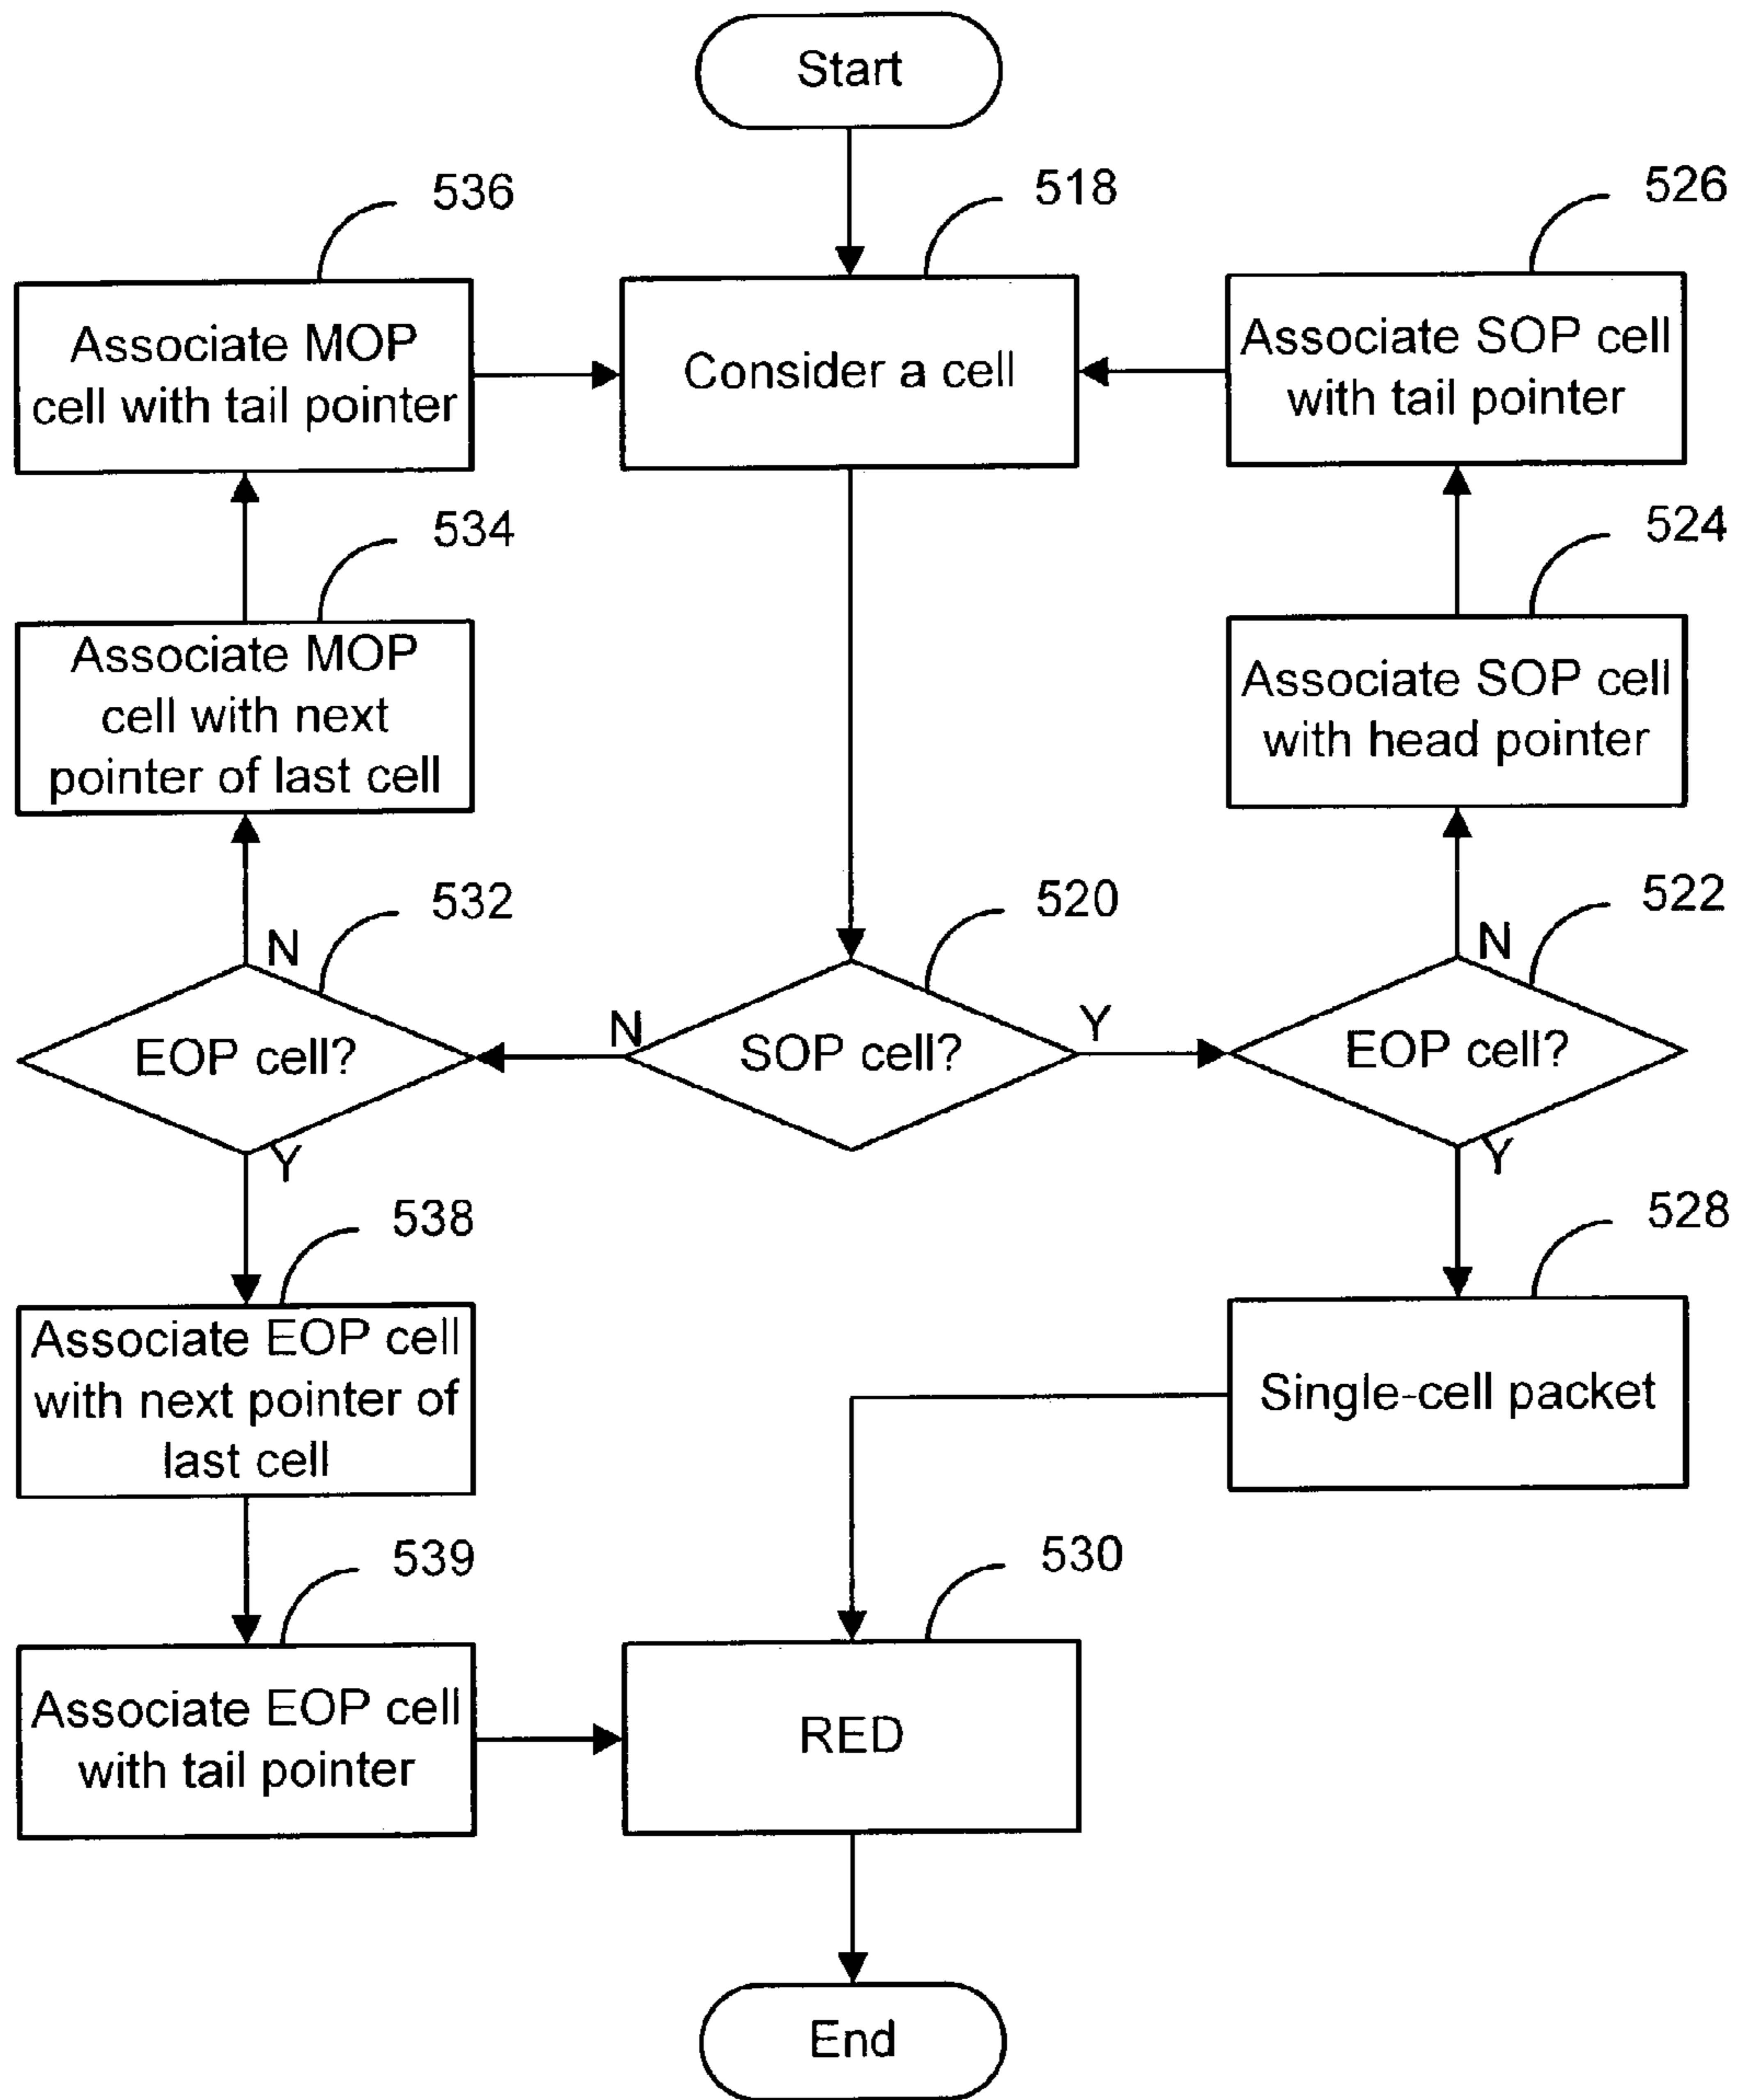 Start
536
518
526
Associate MOP
cell with tail pointer
Consider a cell
Associate SOP cell
with tail pointer
534
524
Associate MOP
cell with next
pointer of last cell
Associate SOP cell
with head pointer
532
520
522
N
N
EOP cell?
N
SOP cell?
Y
EOP cell?
Y
Y
538
528
Associate EOP cell
with next pointer of
last cell
Single-cell packet
539
530
Associate EOP cell
with tail pointer
RED
End